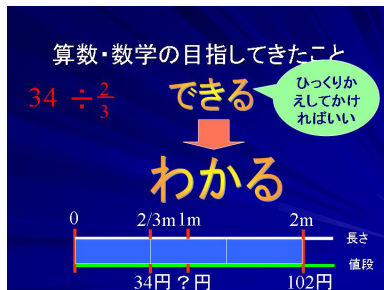 算数・数学の目指してきたこと
34 ÷ 2/3
できる
ひっくりか
えしてかけ
ればいい
わかる
0 2/3m 1m 2m
長さ
値段
34円 ? 円 102円